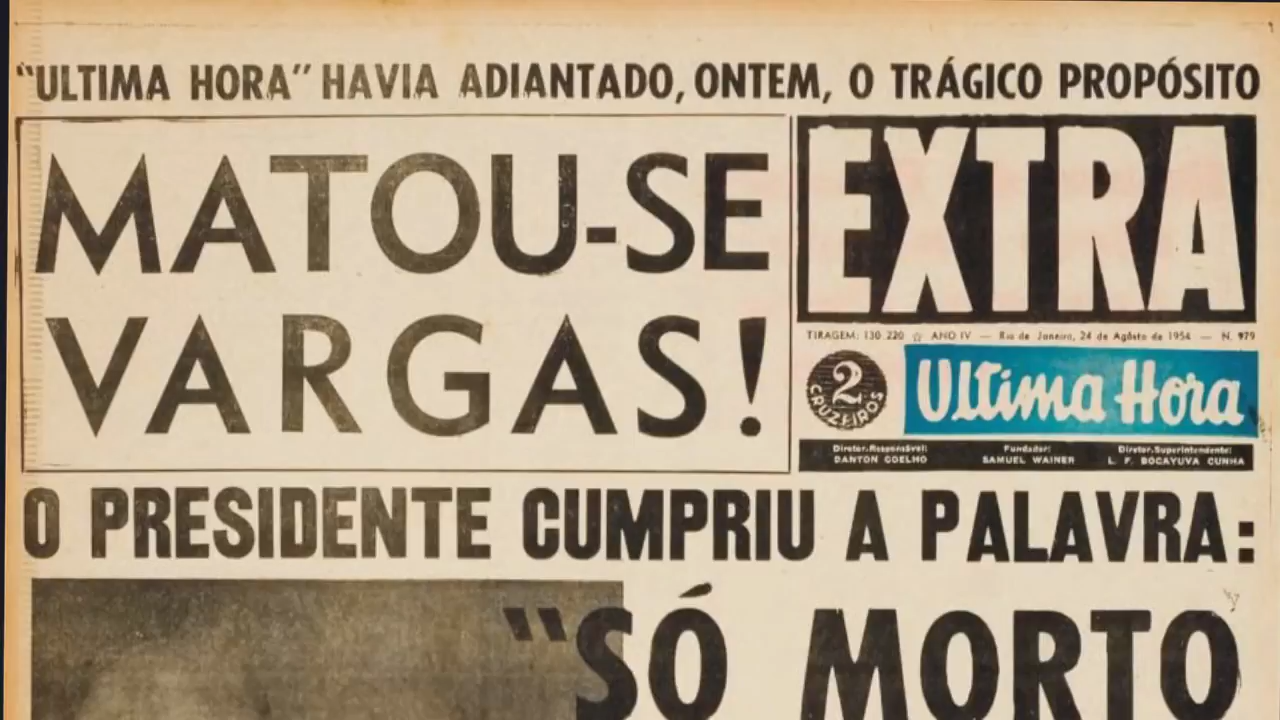 "ULTIMA HORA" HAVIA ADIANTADO, ONTEM, O TRÁGICO PROPÓSITO
MATOU-SE
VARGAS!
EXTRA
TIRAGEM: 130.220 ☆ ANO IV — Rio de Janeiro, 24 de Agôsto de 1954 — N. 979
2
CRUZEIROS
Ultima Hora
Diretor-Responsável:
DANTON COELHO
Fundador:
SAMUEL WAINER
Diretor-Superintendente:
L. F. BOCAYUVA CUNHA
O PRESIDENTE CUMPRIU A PALAVRA:
"SÓ MORTO